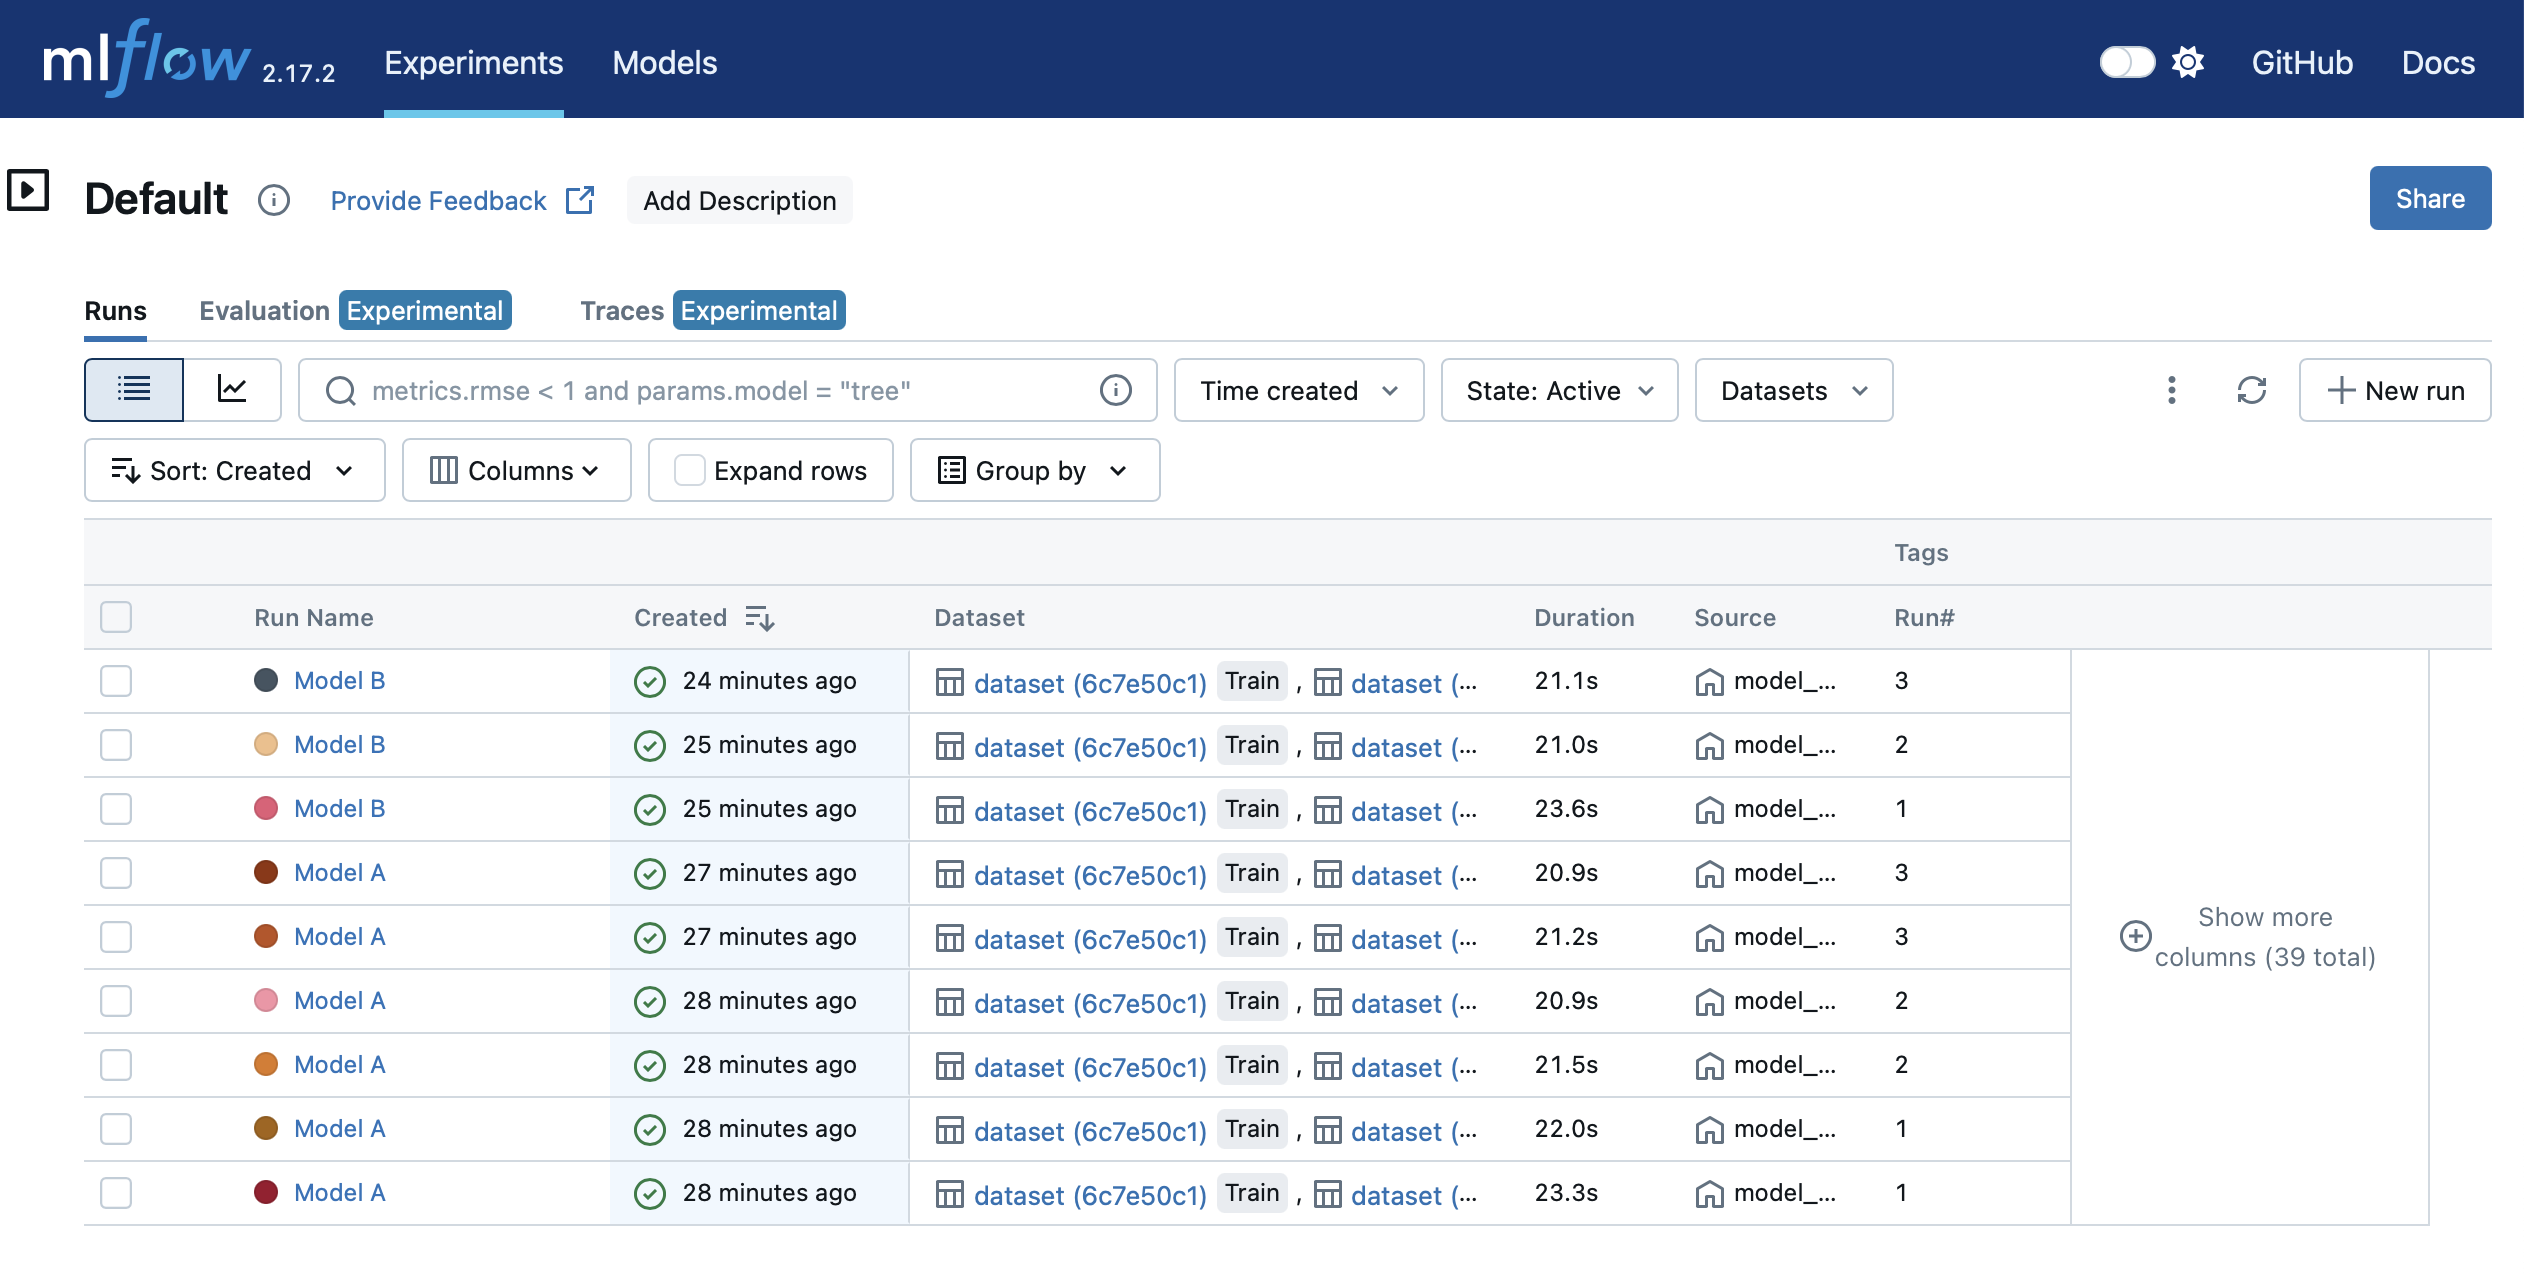 mlflow 2.17.2 Experiments Models GitHub Docs
Default Provide Feedback Add Description Share
Runs Evaluation Experimental Traces Experimental
metrics.rmse < 1 and params.model = "tree" Time created State: Active Datasets New run
Sort: Created Columns Expand rows Group by
Tags
Run Name Created Dataset Duration Source Run#
Model B 24 minutes ago dataset (6c7e50c1) Train , dataset (... 21.1s model_... 3
Model B 25 minutes ago dataset (6c7e50c1) Train , dataset (... 21.0s model_... 2
Model B 25 minutes ago dataset (6c7e50c1) Train , dataset (... 23.6s model_... 1
Model A 27 minutes ago dataset (6c7e50c1) Train , dataset (... 20.9s model_... 3
Model A 27 minutes ago dataset (6c7e50c1) Train , dataset (... 21.2s model_... 3
Model A 28 minutes ago dataset (6c7e50c1) Train , dataset (... 20.9s model_... 2
Model A 28 minutes ago dataset (6c7e50c1) Train , dataset (... 21.5s model_... 2
Model A 28 minutes ago dataset (6c7e50c1) Train , dataset (... 22.0s model_... 1
Model A 28 minutes ago dataset (6c7e50c1) Train , dataset (... 23.3s model_... 1
Show more
columns (39 total)